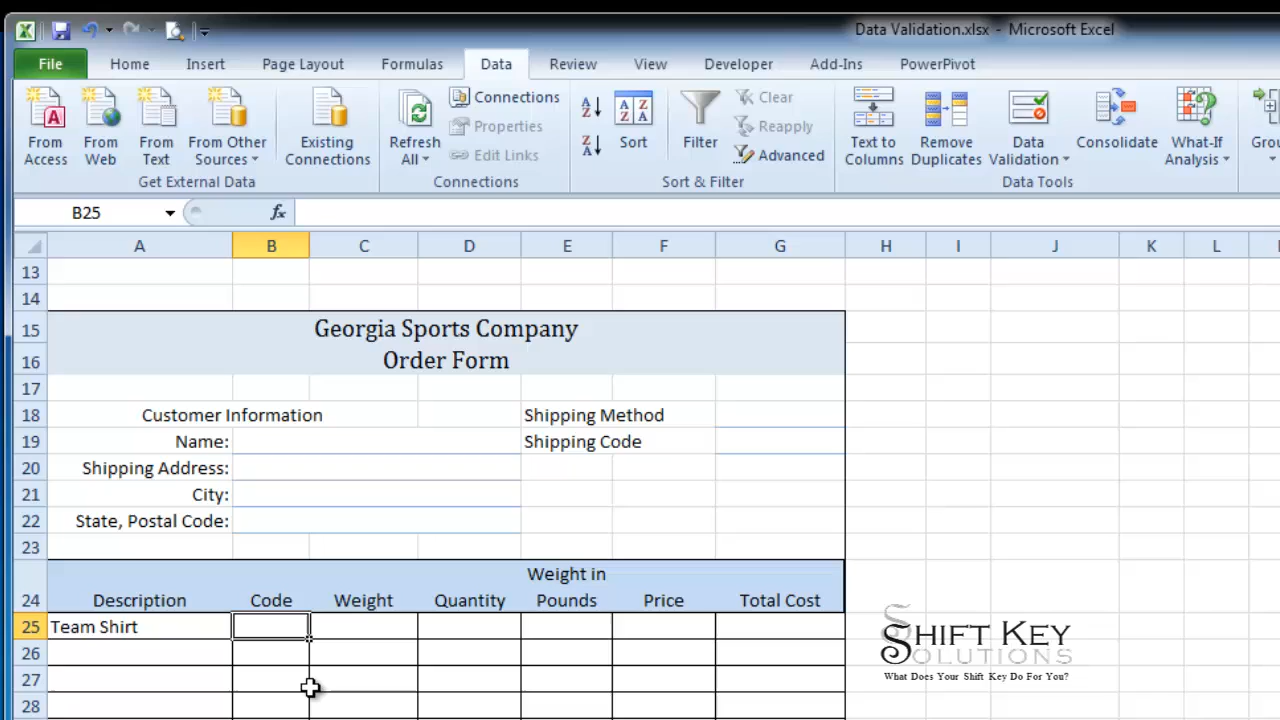 Data Validation.xlsx - Microsoft Excel
File Home Insert Page Layout Formulas Data Review View Developer Add-Ins PowerPivot
From Access
From Web
From Text
From Other Sources
Existing Connections
Get External Data
Refresh All
Connections
Properties
Edit Links
Connections
Sort
Filter
Clear
Reapply
Advanced
Sort & Filter
Text to Columns
Remove Duplicates
Data Validation
Consolidate
What-If Analysis
Data Tools
Grou
B25 fx
A B C D E F G H I J K L
13
14
15 Georgia Sports Company
16 Order Form
17
18 Customer Information Shipping Method
19 Name: Shipping Code
20 Shipping Address:
21 City:
22 State, Postal Code:
23
Weight in
24 Description Code Weight Quantity Pounds Price Total Cost
25 Team Shirt
26
27
28
SHIFT KEY
SOLUTIONS
What Does Your Shift Key Do For You?